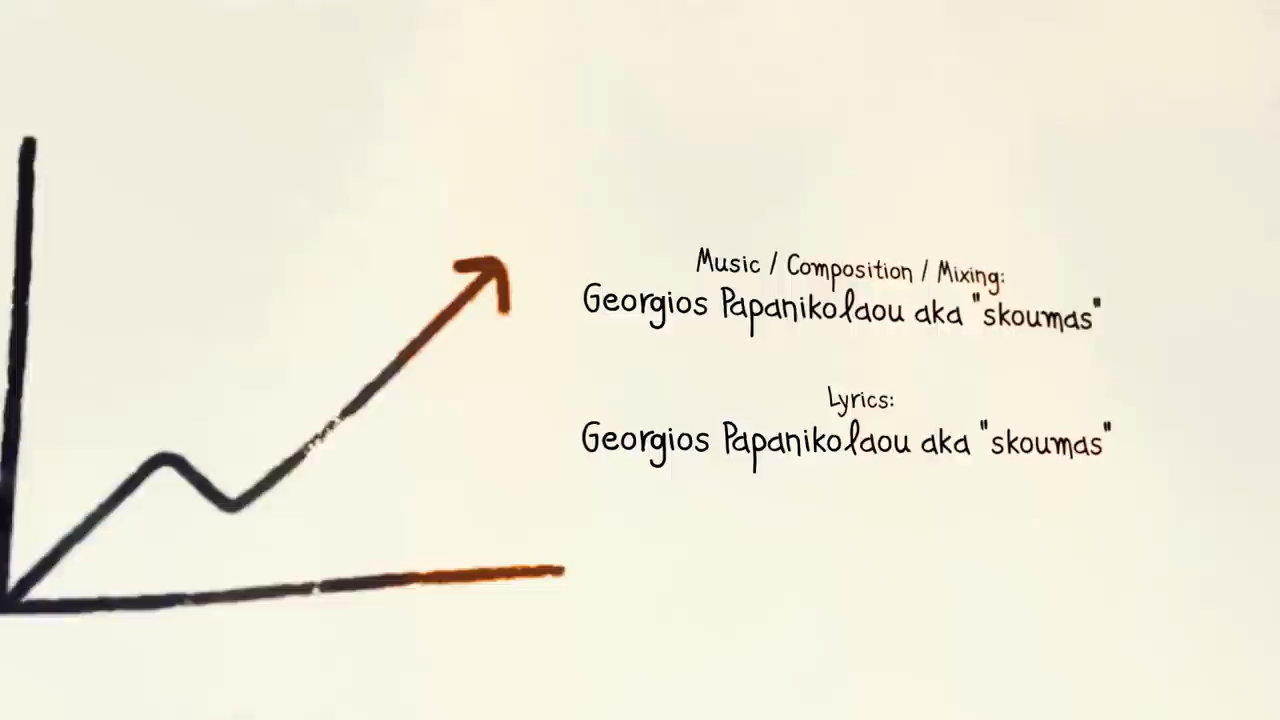 Music / Composition / Mixing:
Georgios Papanikolaou aka "skoumas"
Lyrics:
Georgios Papanikolaou aka "skoumas"